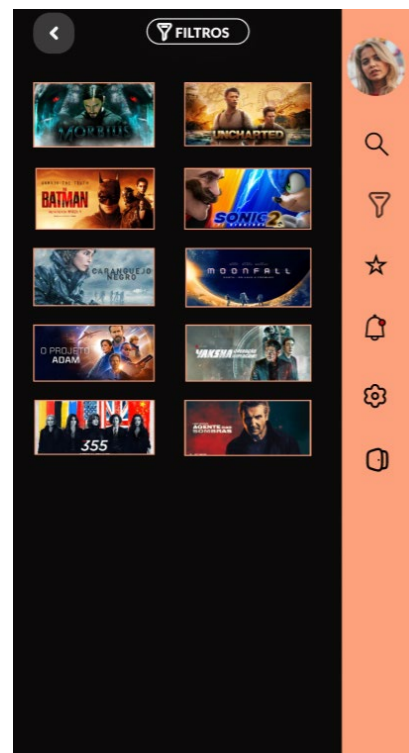 FILTROS
MORBIUS
UNCHARTED
BATMAN
SONIC 2
CARANGUEJO
NEGRO
MOONFALL
O PROJETO
ADAM
YAKSHA
355
AGENTE DAS
SOMBRAS